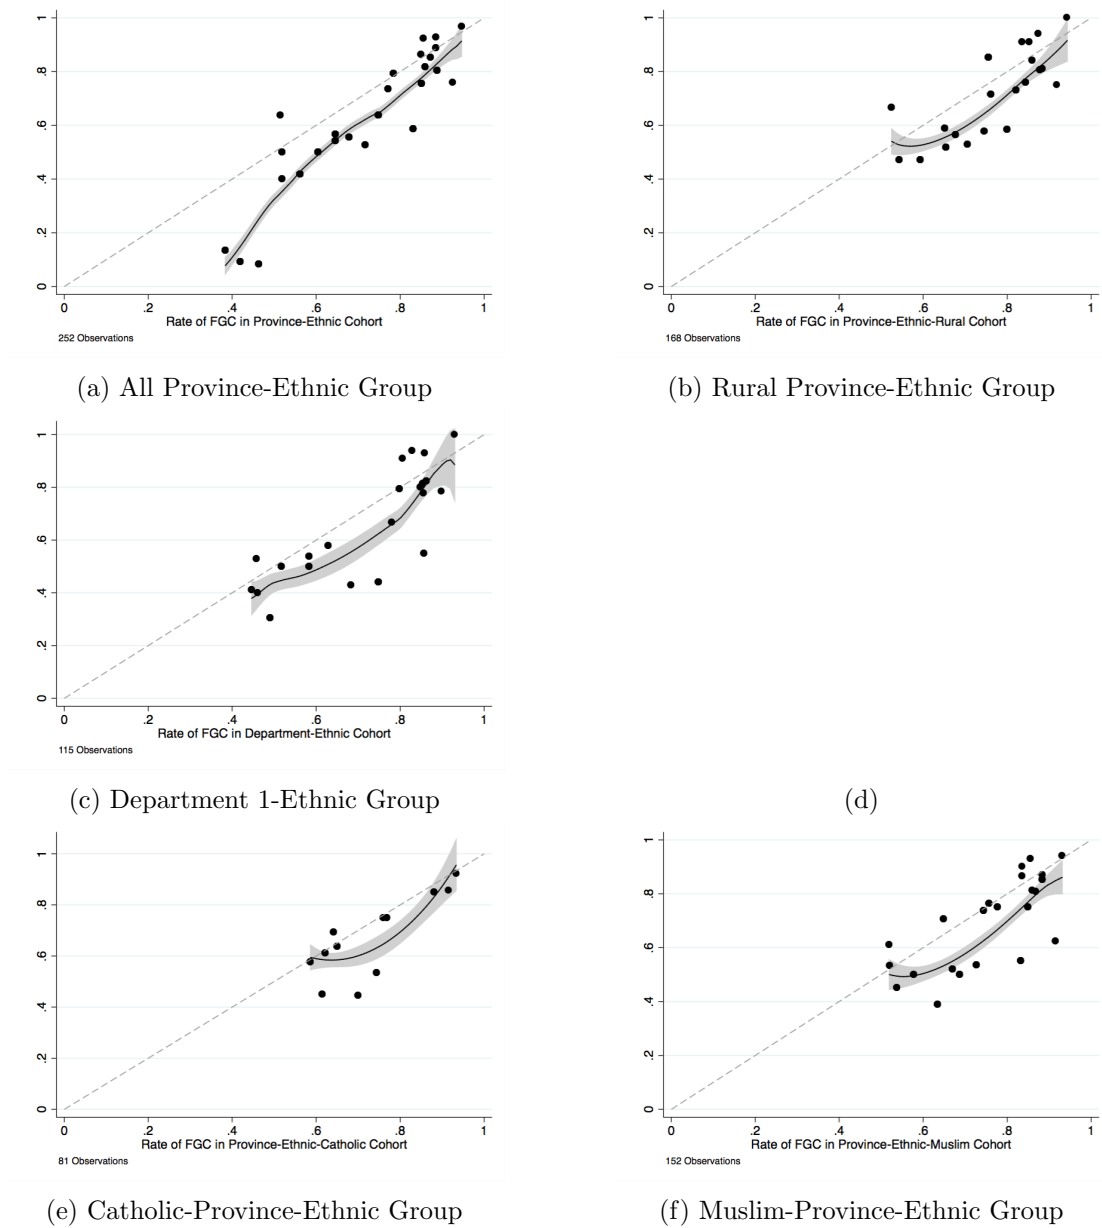 1
.8
.6
.4
.2
0
0 .2 .4 .6 .8 1
Rate of FGC in Province-Ethnic Cohort
252 Observations
(a) All Province-Ethnic Group
1
.8
.6
.4
.2
0
0 .2 .4 .6 .8 1
Rate of FGC in Province-Ethnic-Rural Cohort
168 Observations
(b) Rural Province-Ethnic Group
1
.8
.6
.4
.2
0
0 .2 .4 .6 .8 1
Rate of FGC in Department-Ethnic Cohort
115 Observations
(c) Department 1-Ethnic Group
(d)
1
.8
.6
.4
.2
0
0 .2 .4 .6 .8 1
Rate of FGC in Province-Ethnic-Catholic Cohort
81 Observations
(e) Catholic-Province-Ethnic Group
1
.8
.6
.4
.2
0
0 .2 .4 .6 .8 1
Rate of FGC in Province-Ethnic-Muslim Cohort
152 Observations
(f) Muslim-Province-Ethnic Group